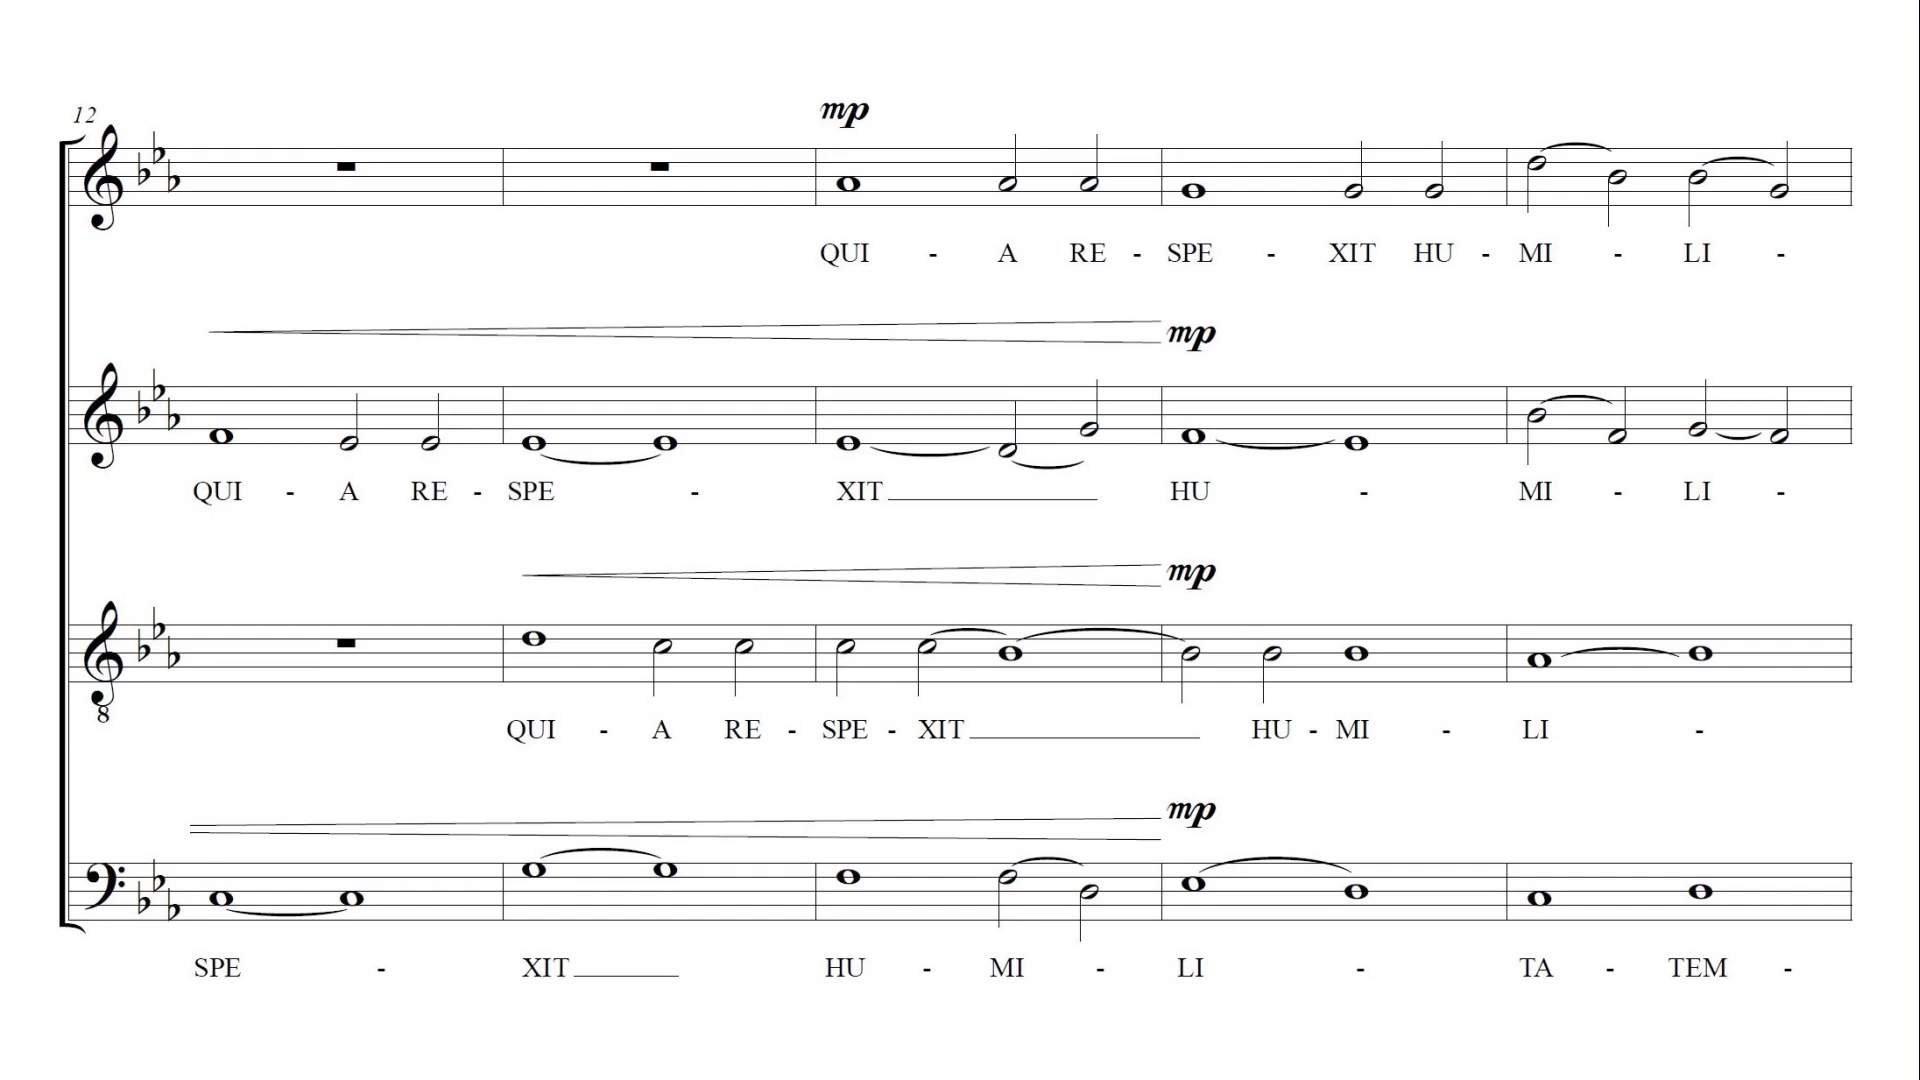 12
mp
QUI - A RE - SPE - XIT HU - MI - LI -
mp
QUI - A RE - SPE - XIT HU - MI - LI -
mp
8
QUI - A RE - SPE - XIT HU - MI - LI -
mp
SPE - XIT HU - MI - LI - TA - TEM -